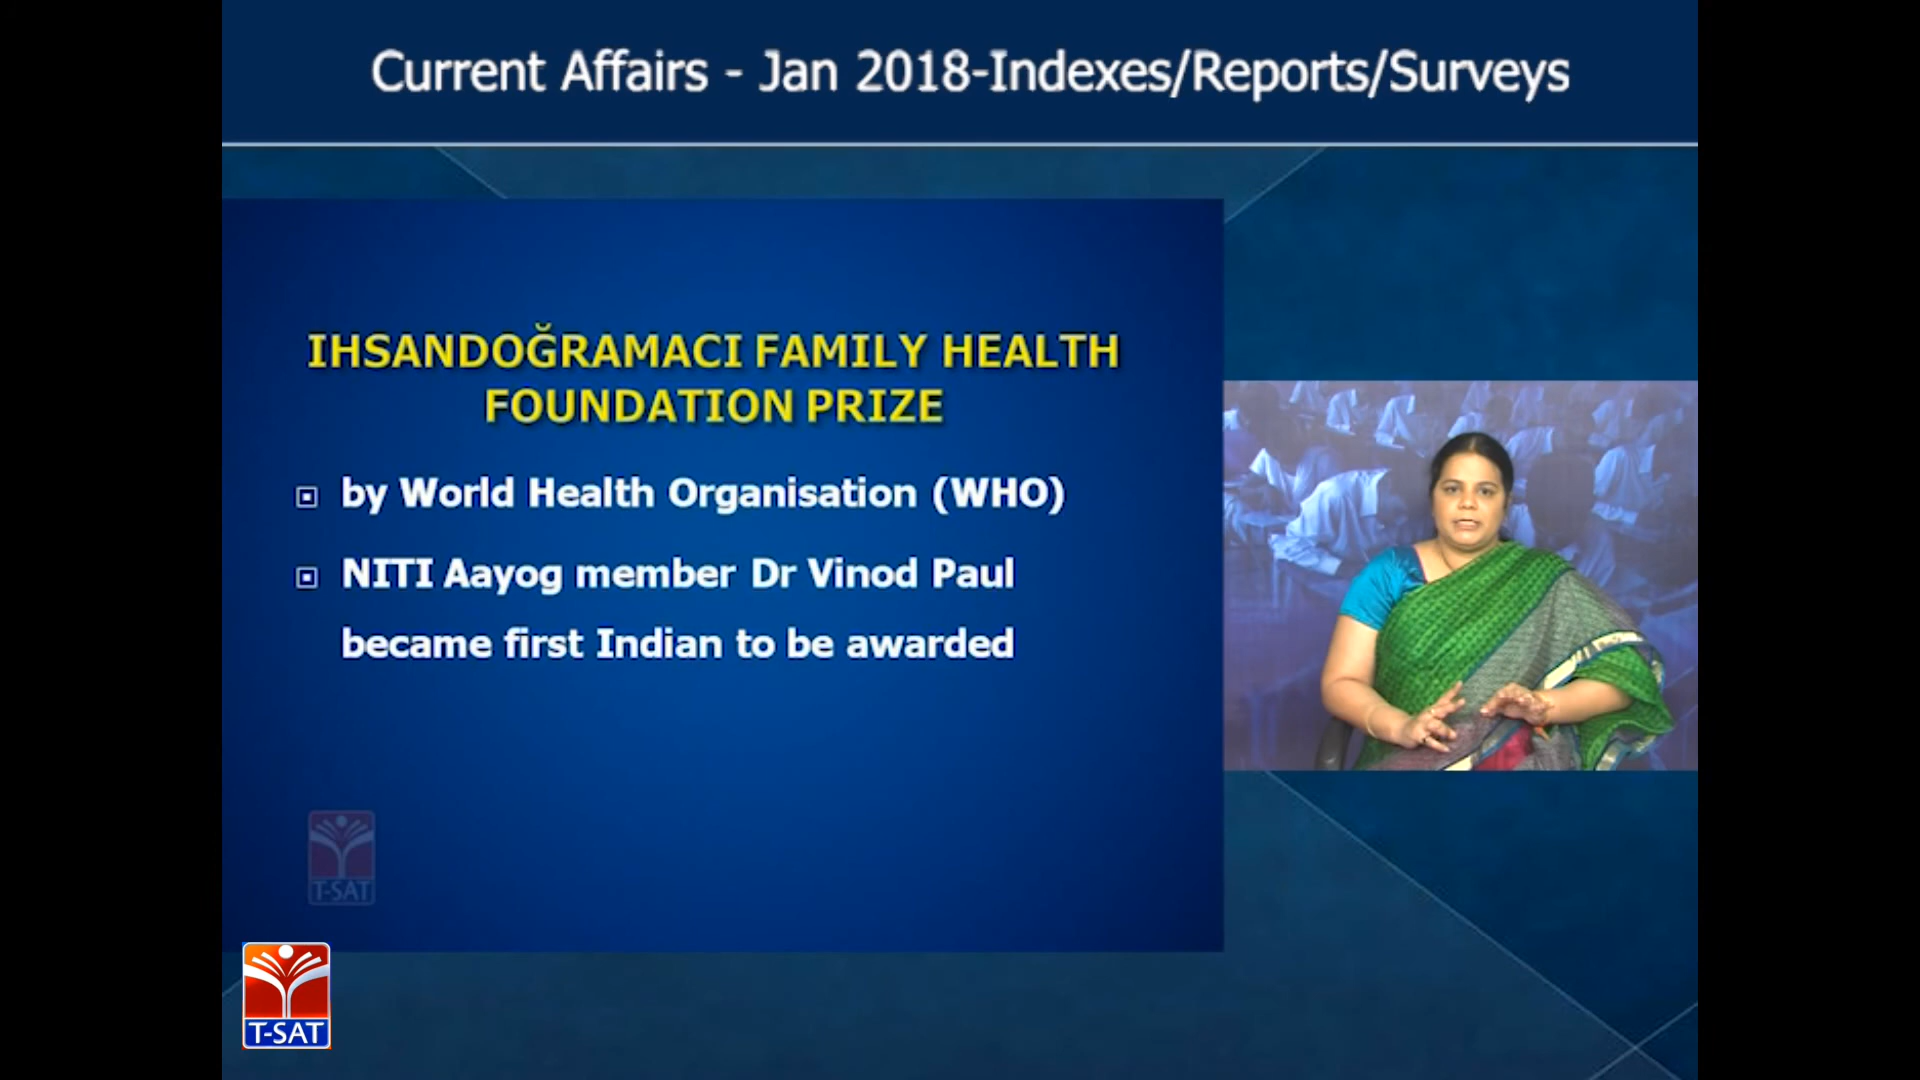 Current Affairs - Jan 2018-Indexes/Reports/Surveys
IHSANDOĞRAMACI FAMILY HEALTH
FOUNDATION PRIZE
by World Health Organisation (WHO)
NITI Aayog member Dr Vinod Paul
became first Indian to be awarded
T-SAT
T-SAT